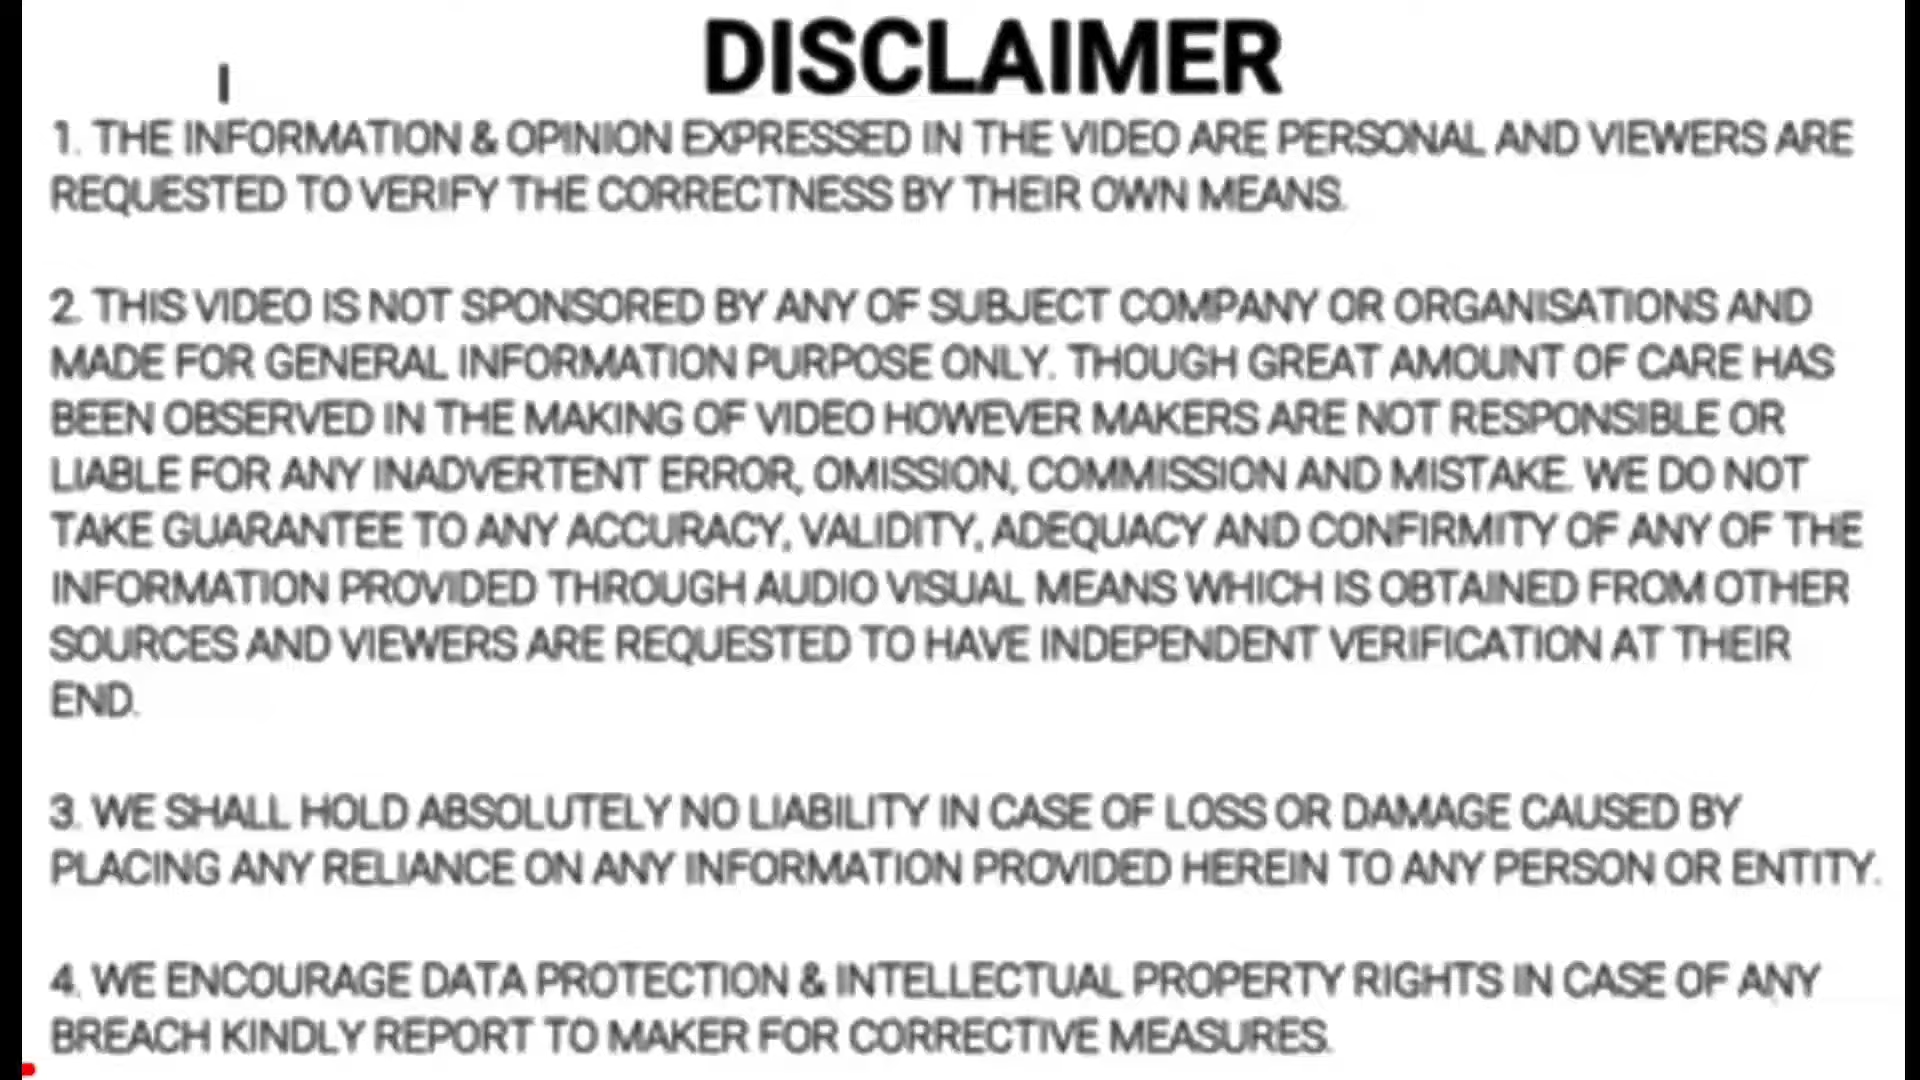 DISCLAIMER
1. THE INFORMATION & OPINION EXPRESSED IN THE VIDEO ARE PERSONAL AND VIEWERS ARE
REQUESTED TO VERIFY THE CORRECTNESS BY THEIR OWN MEANS.
2. THIS VIDEO IS NOT SPONSORED BY ANY OF SUBJECT COMPANY OR ORGANISATIONS AND
MADE FOR GENERAL INFORMATION PURPOSE ONLY. THOUGH GREAT AMOUNT OF CARE HAS
BEEN OBSERVED IN THE MAKING OF VIDEO HOWEVER MAKERS ARE NOT RESPONSIBLE OR
LIABLE FOR ANY INADVERTENT ERROR, OMISSION, COMMISSION AND MISTAKE. WE DO NOT
TAKE GUARANTEE TO ANY ACCURACY, VALIDITY, ADEQUACY AND CONFIRMITY OF ANY OF THE
INFORMATION PROVIDED THROUGH AUDIO VISUAL MEANS WHICH IS OBTAINED FROM OTHER
SOURCES AND VIEWERS ARE REQUESTED TO HAVE INDEPENDENT VERIFICATION AT THEIR
END.
3. WE SHALL HOLD ABSOLUTELY NO LIABILITY IN CASE OF LOSS OR DAMAGE CAUSED BY
PLACING ANY RELIANCE ON ANY INFORMATION PROVIDED HEREIN TO ANY PERSON OR ENTITY.
4. WE ENCOURAGE DATA PROTECTION & INTELLECTUAL PROPERTY RIGHTS IN CASE OF ANY
BREACH KINDLY REPORT TO MAKER FOR CORRECTIVE MEASURES.